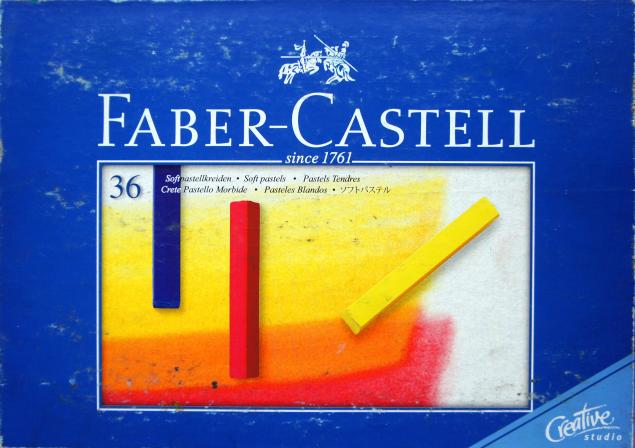 FABER-CASTELL
since 1761
36
Softpastellkreiden • Soft pastels • Pastels Tendres
Crete Pastello Morbide • Pasteles Blandos • ソフトパステル
Creative
studio